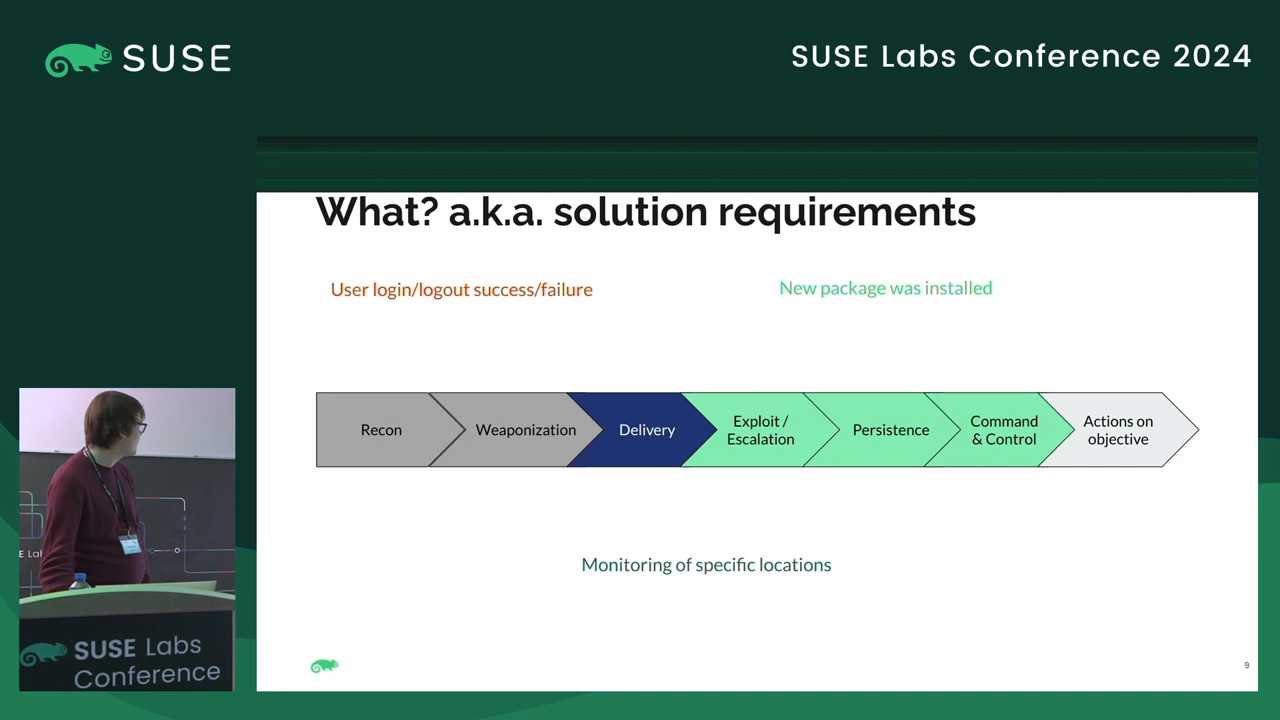 SUSE
SUSE Labs Conference 2024
What? a.k.a. solution requirements
User login/logout success/failure
New package was installed
Recon
Weaponization
Delivery
Exploit /
Escalation
Persistence
Command
& Control
Actions on
objective
Monitoring of specific locations
9
E Lab
SUSE Labs
Conference